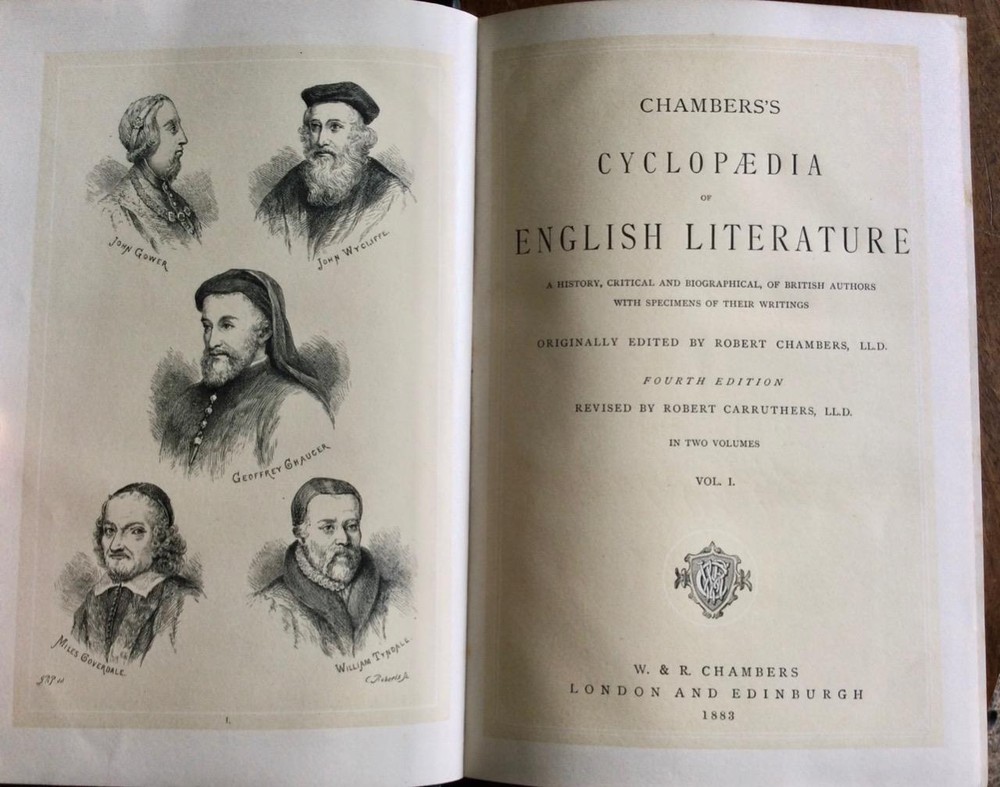 JOHN GOWER
JOHN WYCLIFFE
GEOFFREY CHAUCER
MILES COVERDALE
WILLIAM TYNDALE
I.
CHAMBERS'S
CYCLOPÆDIA
OF
ENGLISH LITERATURE
A HISTORY, CRITICAL AND BIOGRAPHICAL, OF BRITISH AUTHORS
WITH SPECIMENS OF THEIR WRITINGS
ORIGINALLY EDITED BY ROBERT CHAMBERS, LL.D.
FOURTH EDITION
REVISED BY ROBERT CARRUTHERS, LL.D.
IN TWO VOLUMES
VOL. I.
W. & R. CHAMBERS
LONDON AND EDINBURGH
1883